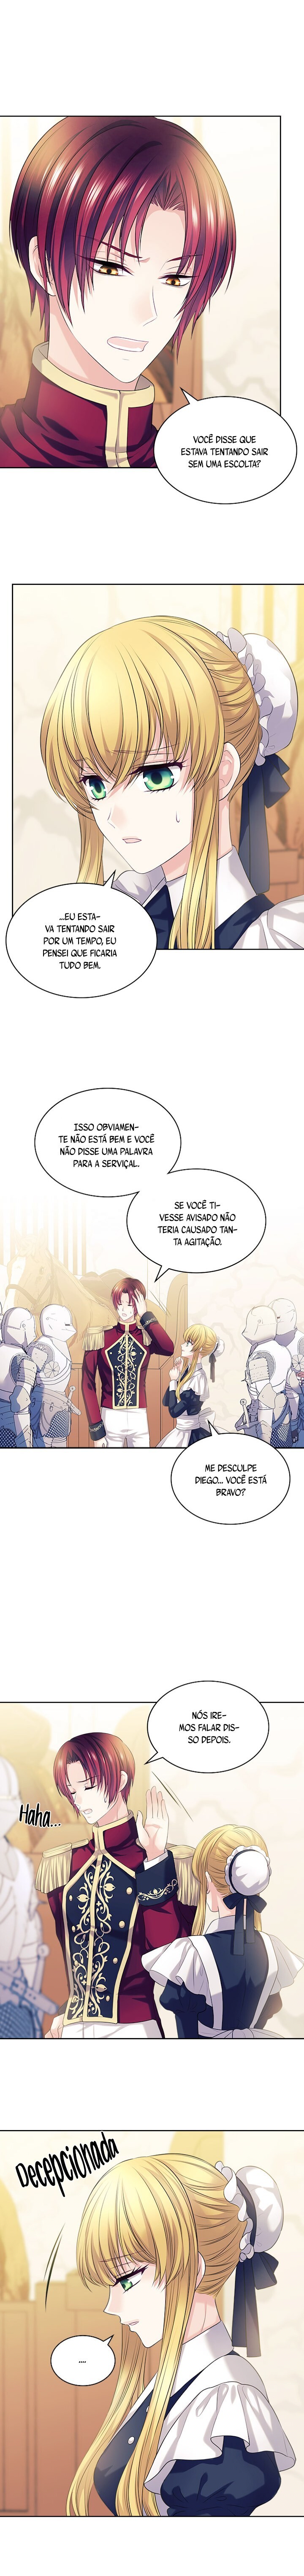 VOCÊ DISSE QUE
ESTAVA TENTANDO SAIR
SEM UMA ESCOLTA?
...EU ESTA-
VA TENTANDO SAIR
POR UM TEMPO, EU
PENSEI QUE FICARIA
TUDO BEM.
ISSO OBVIAMEN-
TE NÃO ESTÁ BEM E VOCÊ
NÃO DISSE UMA PALAVRA
PARA A SERVIÇAL.
SE VOCÊ TI-
VESSE AVISADO NÃO
TERIA CAUSADO TAN-
TA AGITAÇÃO.
ME DESCULPE
DIEGO... VOCÊ ESTÁ
BRAVO?
NÓS IRE-
MOS FALAR DIS-
SO DEPOIS.
Haha...
Decepcionada
....